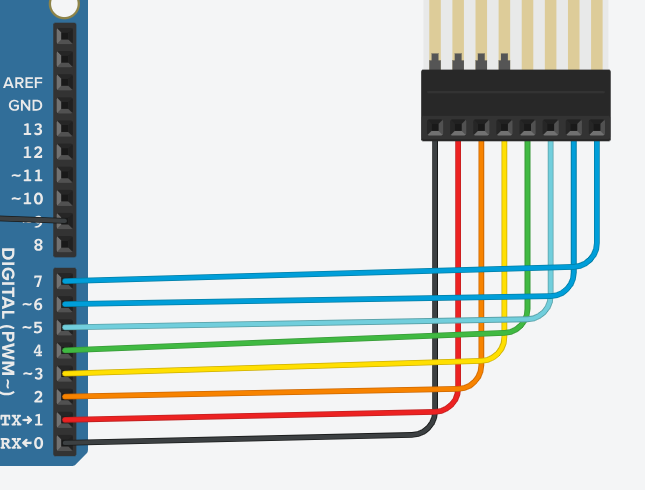 AREF
GND
13
12
~11
~10
~9
8
7
~6
~5
4
~3
2
TX→1
RX←0
DIGITAL (PWM~)